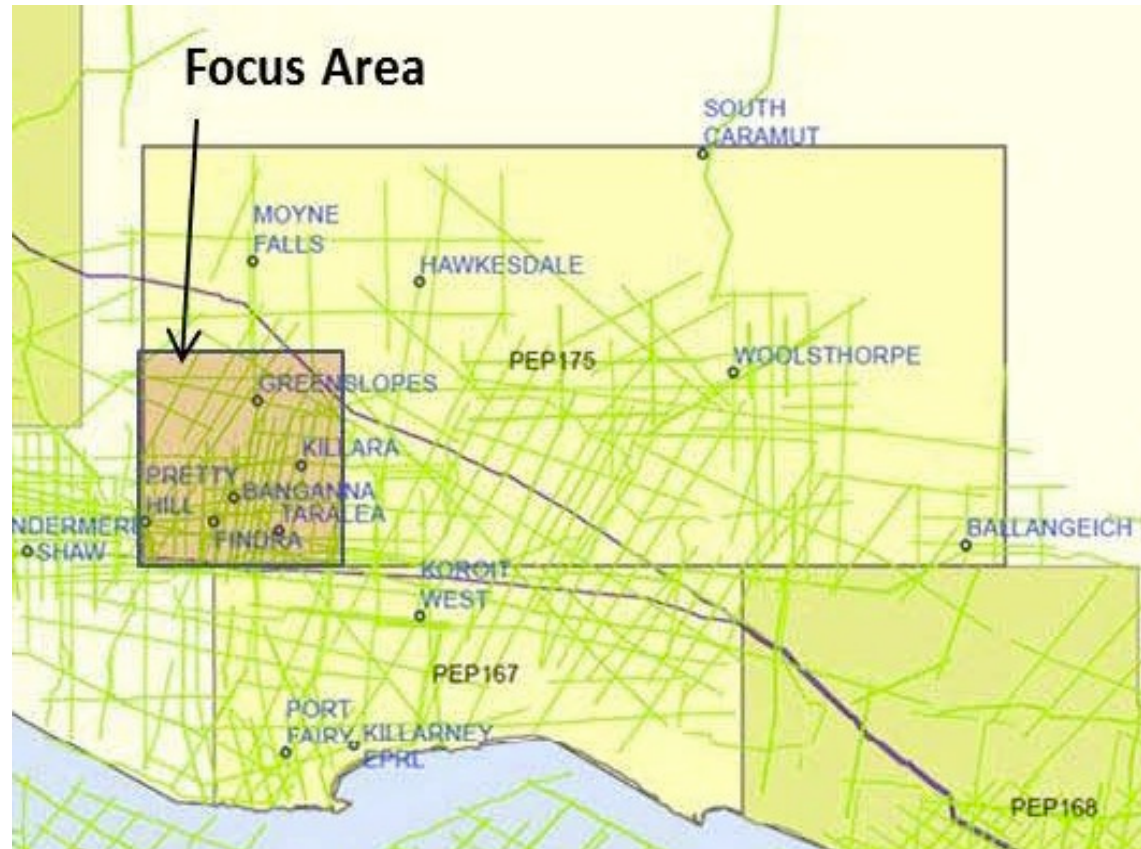 Focus Area
SOUTH
CARAMUT
MOYNE
FALLS
HAWKESDALE
PEP175
WOOLSTHORPE
GREENSLOPES
KILLARA
PRETTY
HILL
BANGANNA
TARALEA
FINDRA
NDERMERE
SHAW
BALLANGEICH
KOROIT
WEST
PEP167
PORT
FAIRY
KILLARNEY
EPRL
PEP168